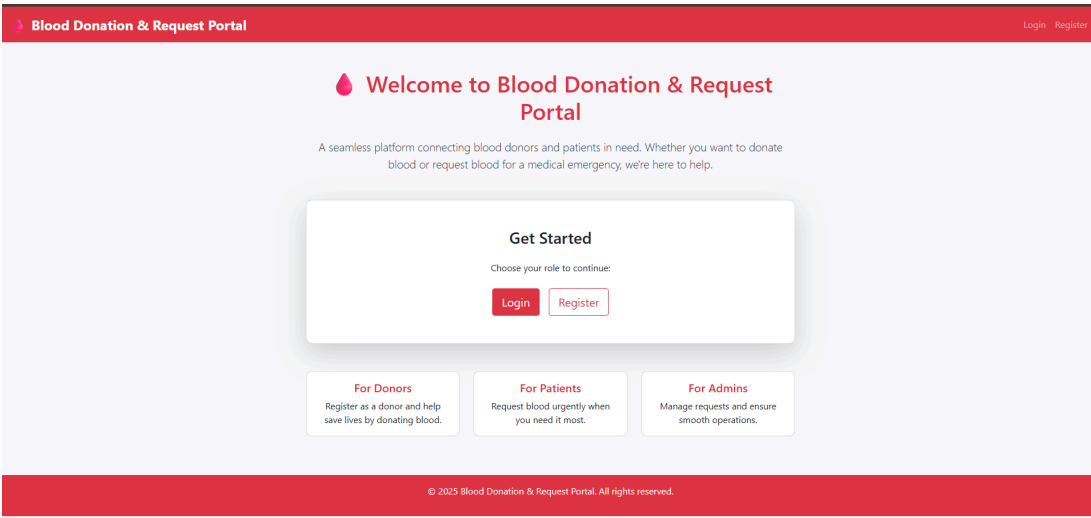 Blood Donation & Request Portal
Login Register
Welcome to Blood Donation & Request
Portal
A seamless platform connecting blood donors and patients in need. Whether you want to donate
blood or request blood for a medical emergency, we're here to help.
Get Started
Choose your role to continue:
Login Register
For Donors
Register as a donor and help
save lives by donating blood.
For Patients
Request blood urgently when
you need it most.
For Admins
Manage requests and ensure
smooth operations.
© 2025 Blood Donation & Request Portal. All rights reserved.